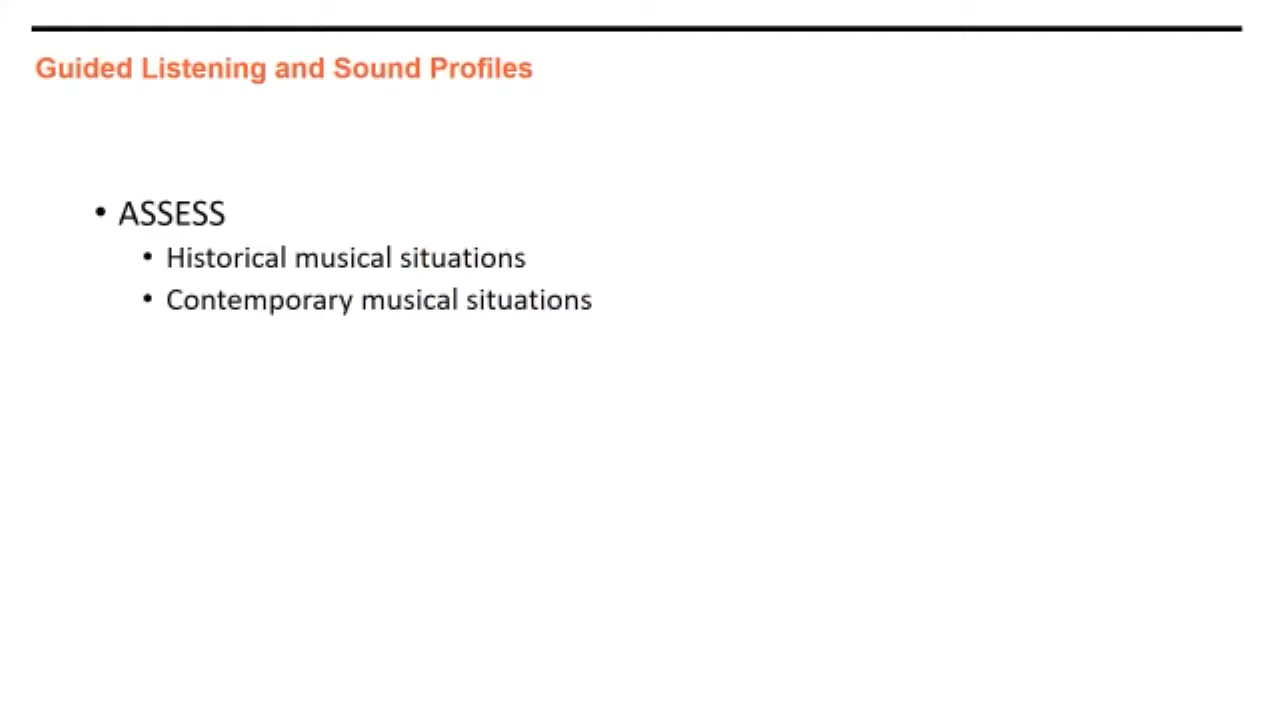 Guided Listening and Sound Profiles
• ASSESS
• Historical musical situations
• Contemporary musical situations